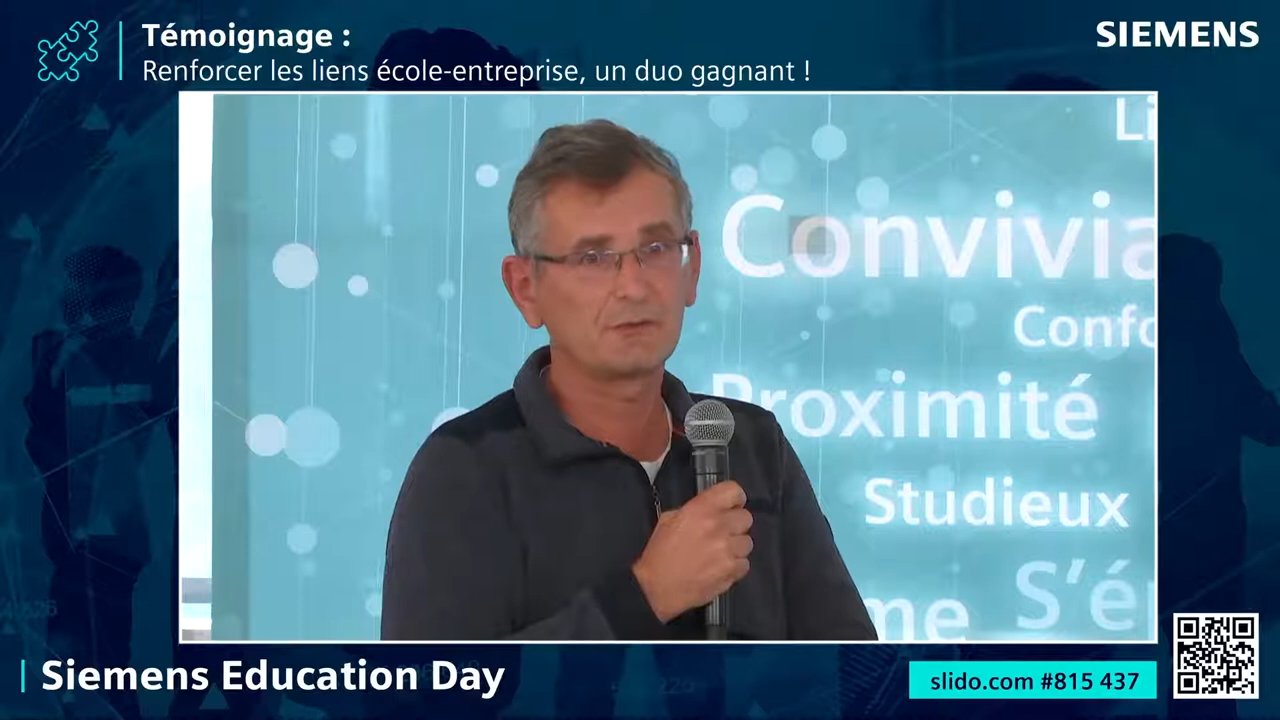 Témoignage :
Renforcer les liens école-entreprise, un duo gagnant !
SIEMENS
Li
Convivia
Confo
Proximité
Studieux
me
S'é
Siemens Education Day
slido.com #815 437